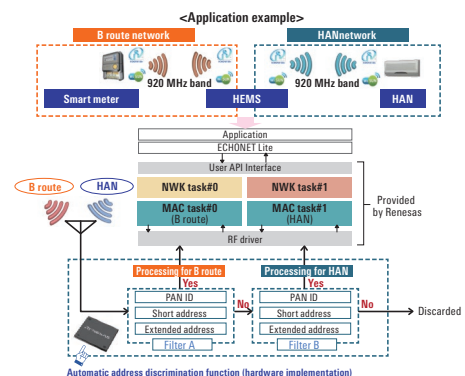 <Application example>
B route network
HANnetwork
920 MHz band
920 MHz band
Smart meter
HEMS
HAN
Application
ECHONET Lite
User API Interface
B route
HAN
NWK task#0
NWK task#1
MAC task#0
(B route)
MAC task#1
(HAN)
Provided
by Renesas
RF driver
Processing for B route
Processing for HAN
Yes
Yes
PAN ID
Short address
Extended address
Filter A
No
PAN ID
Short address
Extended address
Filter B
No
Discarded
Automatic address discrimination function (hardware implementation)